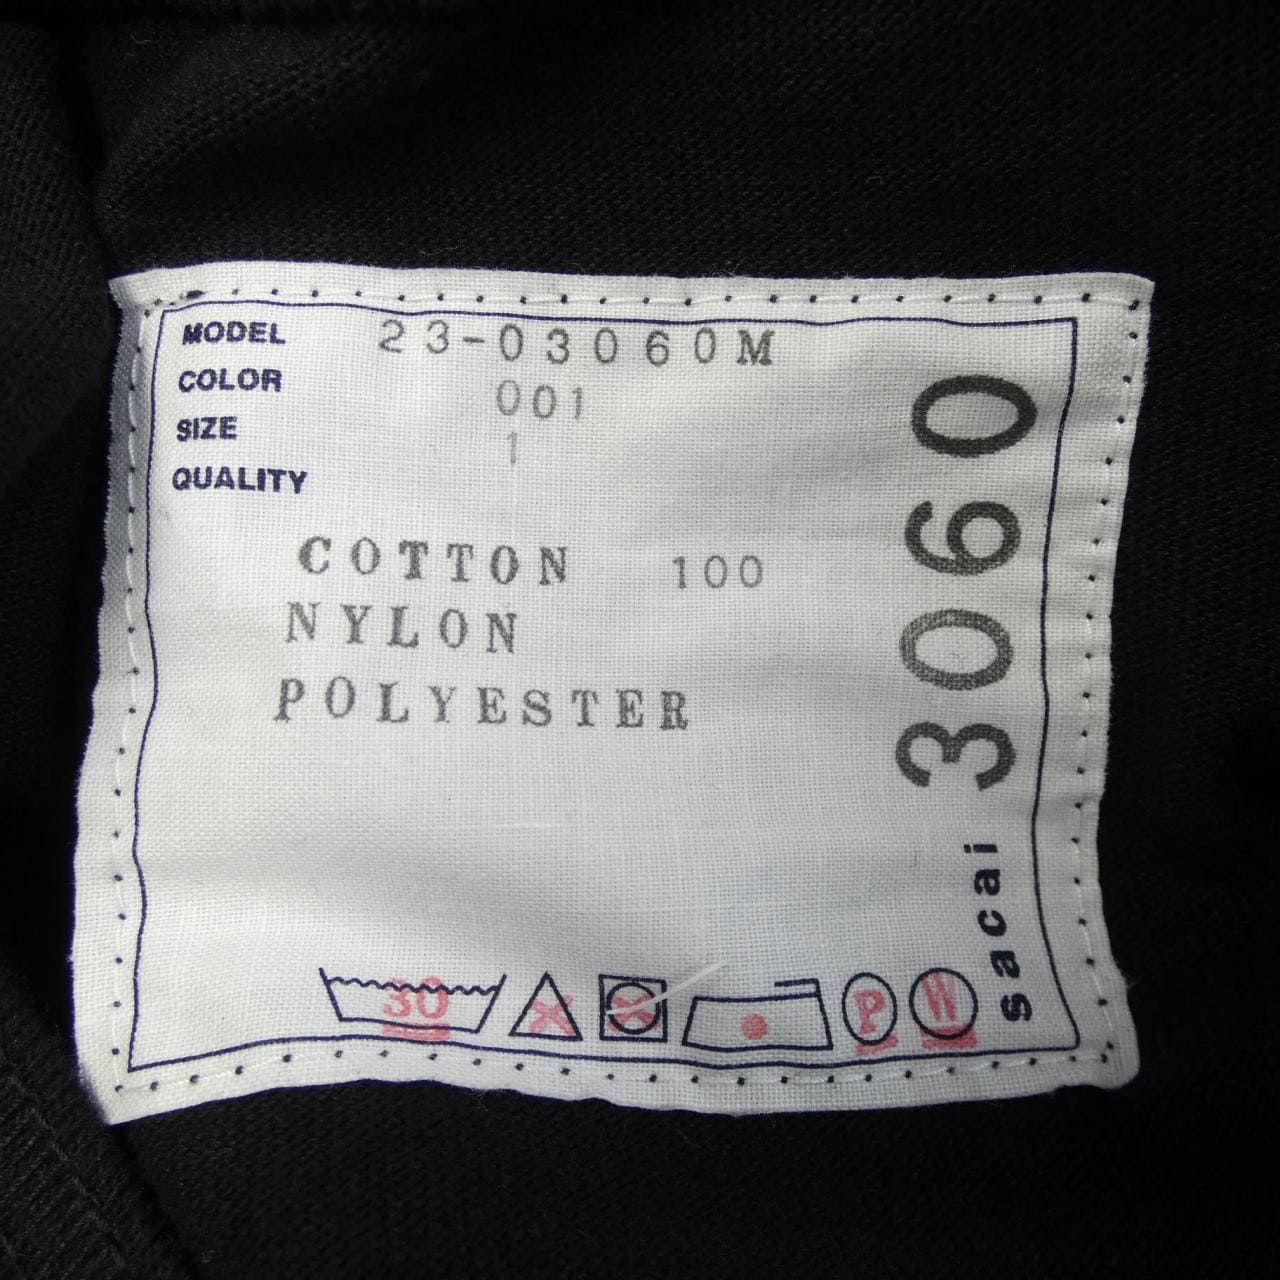 MODEL 23-03060M
COLOR 001
SIZE 1
QUALITY
COTTON 100
NYLON
POLYESTER
sacai 3060
30
P
W